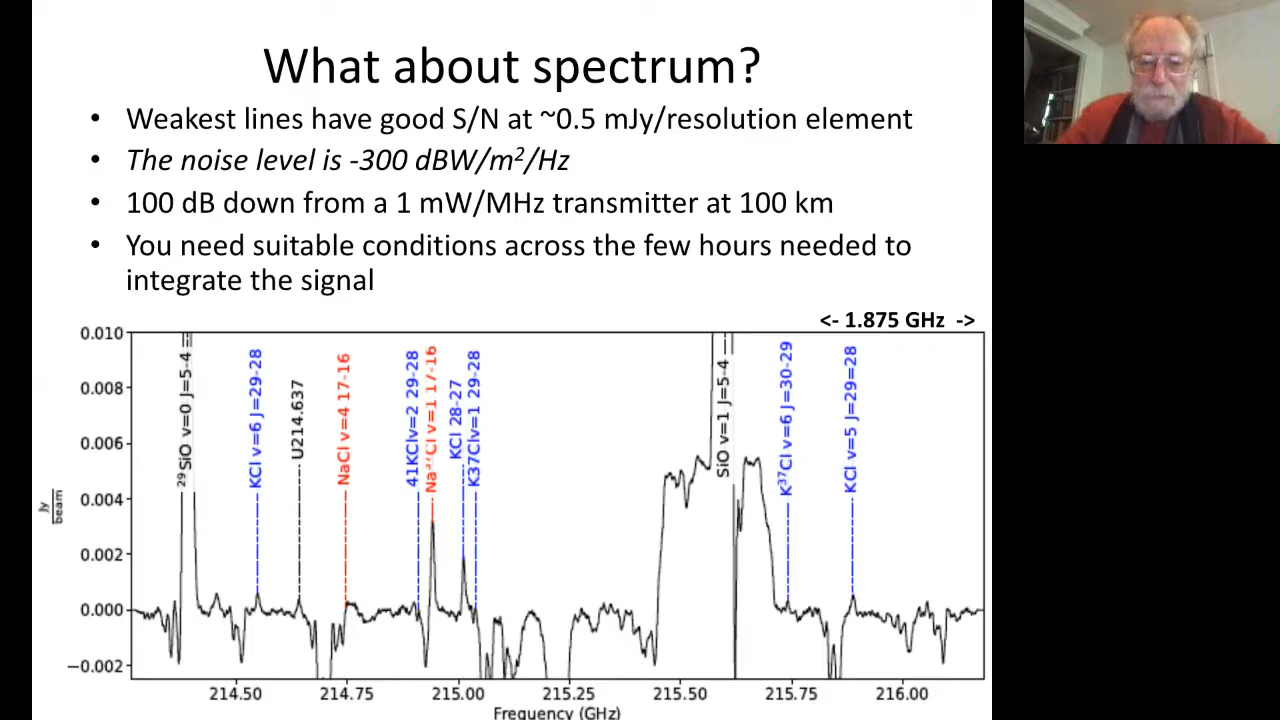 What about spectrum?
• Weakest lines have good S/N at ~0.5 mJy/resolution element
• The noise level is -300 dBW/m²/Hz
• 100 dB down from a 1 mW/MHz transmitter at 100 km
• You need suitable conditions across the few hours needed to
integrate the signal
<- 1.875 GHz ->
0.010
0.008
0.006
0.004
0.002
0.000
−0.002
Jy
beam
²⁹SiO v=0 J=5-4
KCl v=6 J=29-28
U214.637
NaCl v=4 17-16
41KClv=2 29-28
Na³⁷Cl v=1 17-16
KCl 28-27
K37Clv=1 29-28
SiO v=1 J=5-4
K³⁷Cl v=6 J=30-29
KCl v=5 J=29=28
214.50
214.75
215.00
215.25
215.50
215.75
216.00
Frequency (GHz)